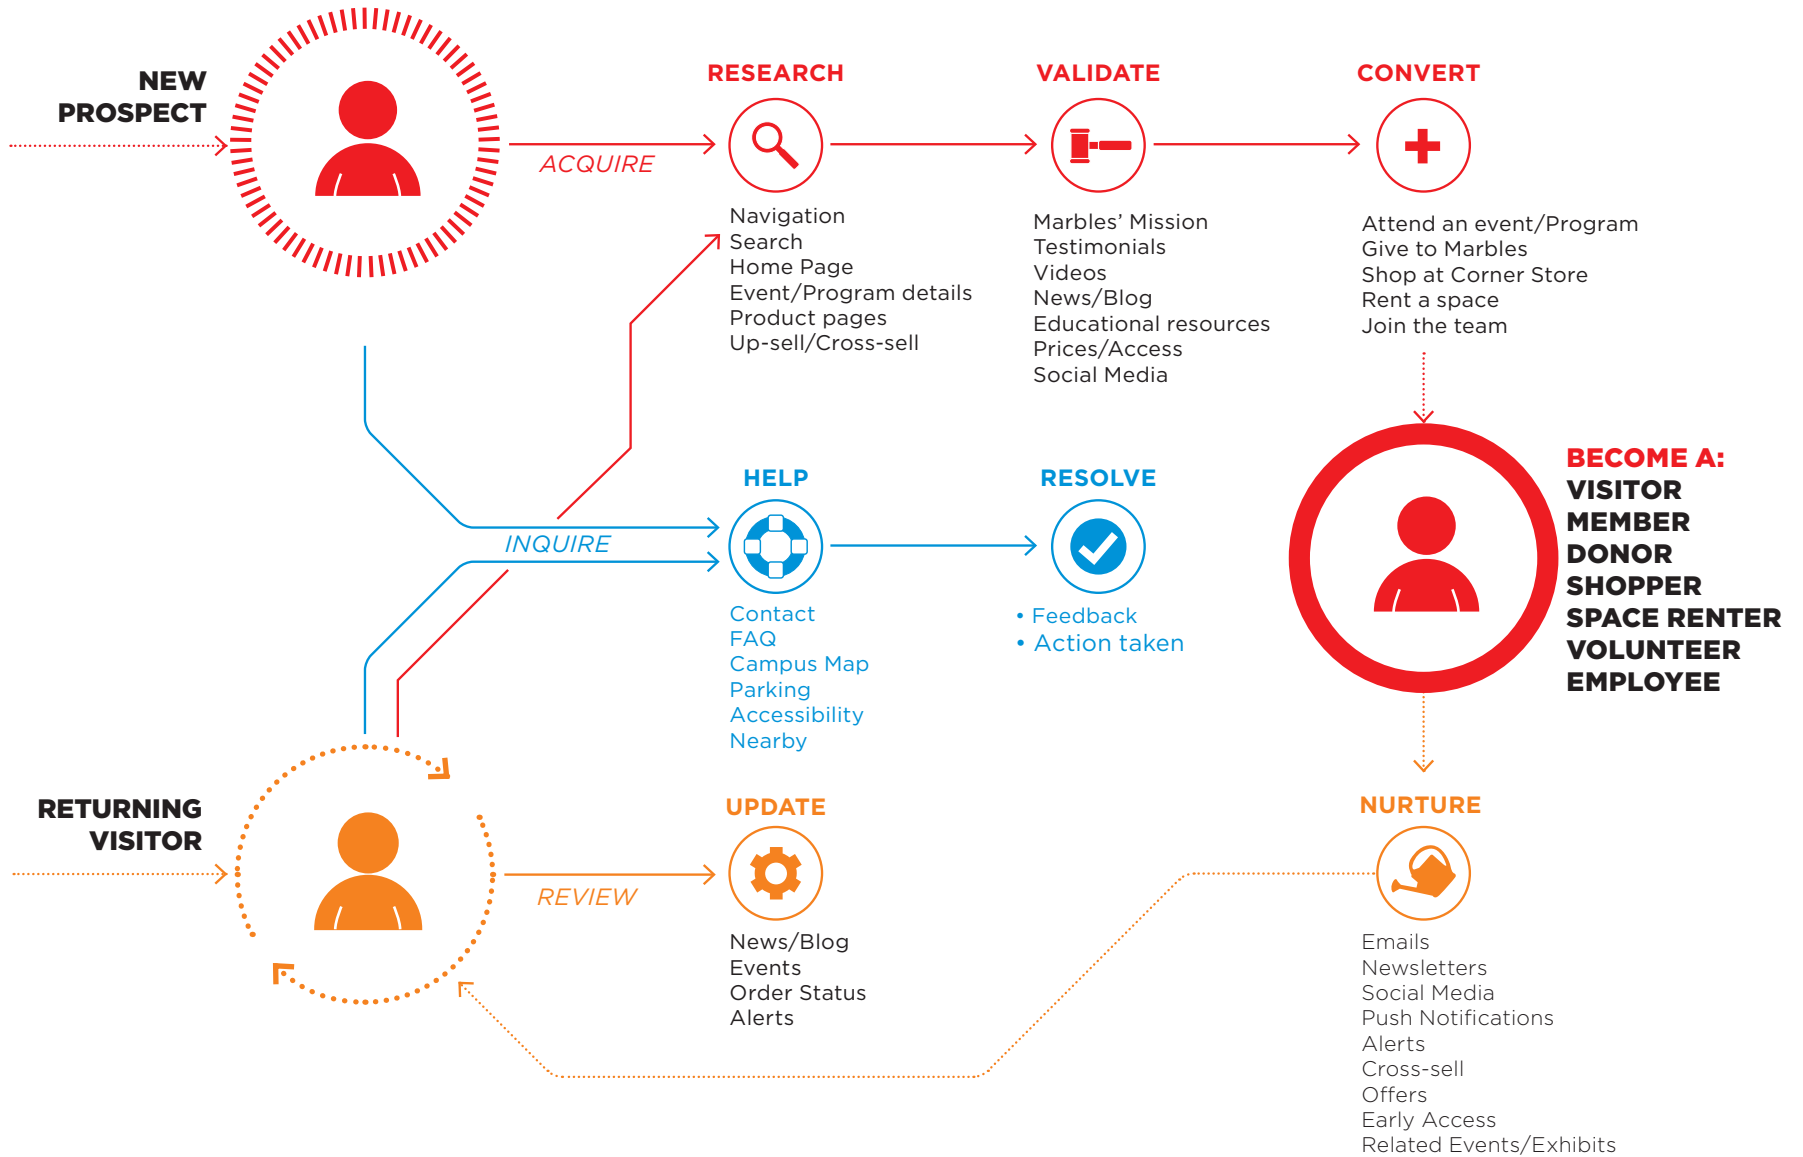 NEW
PROSPECT
ACQUIRE
RESEARCH
Navigation
Search
Home Page
Event/Program details
Product pages
Up-sell/Cross-sell
VALIDATE
Marbles’ Mission
Testimonials
Videos
News/Blog
Educational resources
Prices/Access
Social Media
CONVERT
Attend an event/Program
Give to Marbles
Shop at Corner Store
Rent a space
Join the team
INQUIRE
HELP
Contact
FAQ
Campus Map
Parking
Accessibility
Nearby
RESOLVE
• Feedback
• Action taken
BECOME A:
VISITOR
MEMBER
DONOR
SHOPPER
SPACE RENTER
VOLUNTEER
EMPLOYEE
RETURNING
VISITOR
REVIEW
UPDATE
News/Blog
Events
Order Status
Alerts
NURTURE
Emails
Newsletters
Social Media
Push Notifications
Alerts
Cross-sell
Offers
Early Access
Related Events/Exhibits